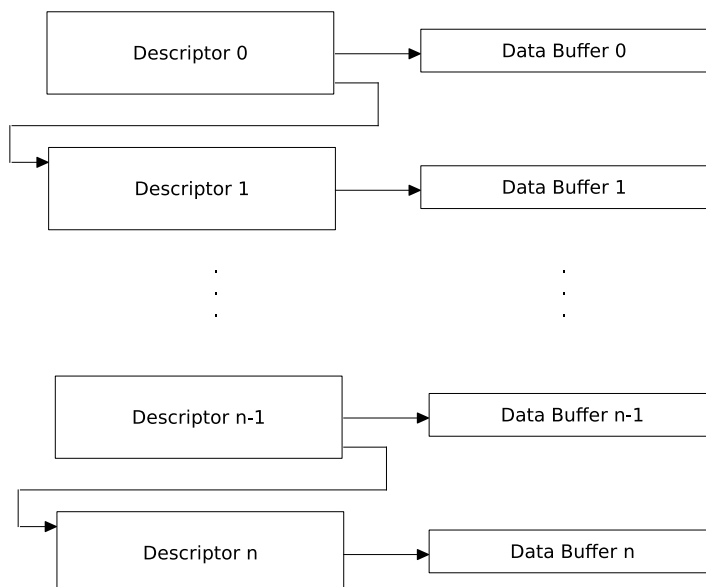 Descriptor 0
Data Buffer 0
Descriptor 1
Data Buffer 1
Descriptor n-1
Data Buffer n-1
Descriptor n
Data Buffer n